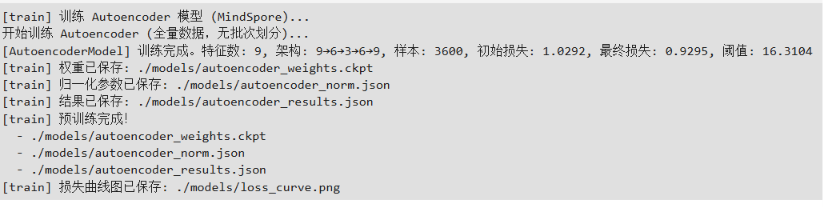 [train] 训练 Autoencoder 模型 (MindSpore)...
开始训练 Autoencoder (全量数据，无批次划分)...
[AutoencoderModel] 训练完成。特征数: 9, 架构: 9→6→3→6→9, 样本: 3600, 初始损失: 1.0292, 最终损失: 0.9295, 阈值: 16.3104
[train] 权重已保存: ./models/autoencoder_weights.ckpt
[train] 归一化参数已保存: ./models/autoencoder_norm.json
[train] 结果已保存: ./models/autoencoder_results.json
[train] 预训练完成!
- ./models/autoencoder_weights.ckpt
- ./models/autoencoder_norm.json
- ./models/autoencoder_results.json
[train] 损失曲线图已保存: ./models/loss_curve.png